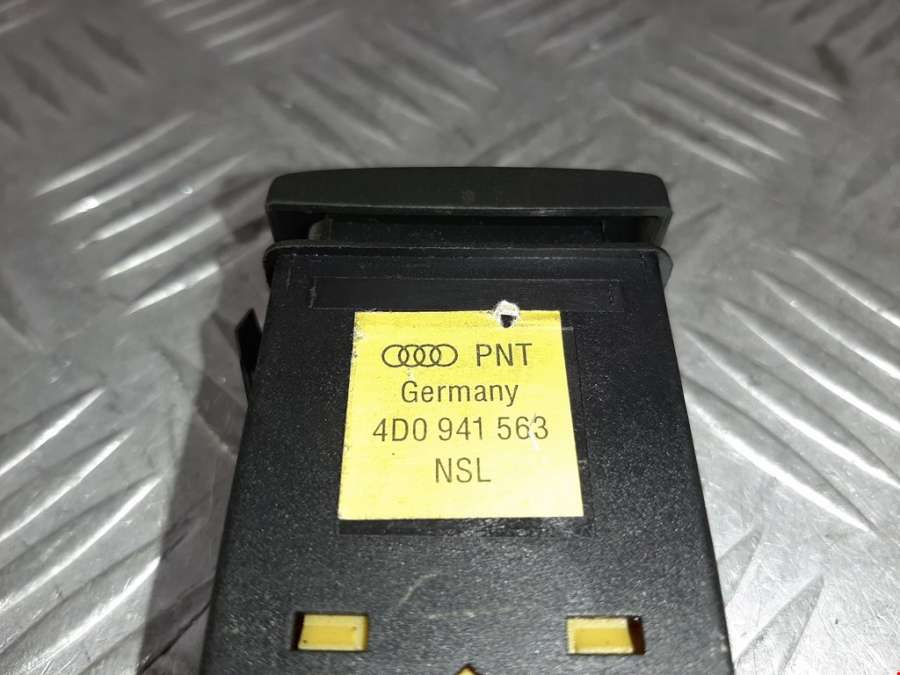 PNT
Germany
4D0 941 563
NSL